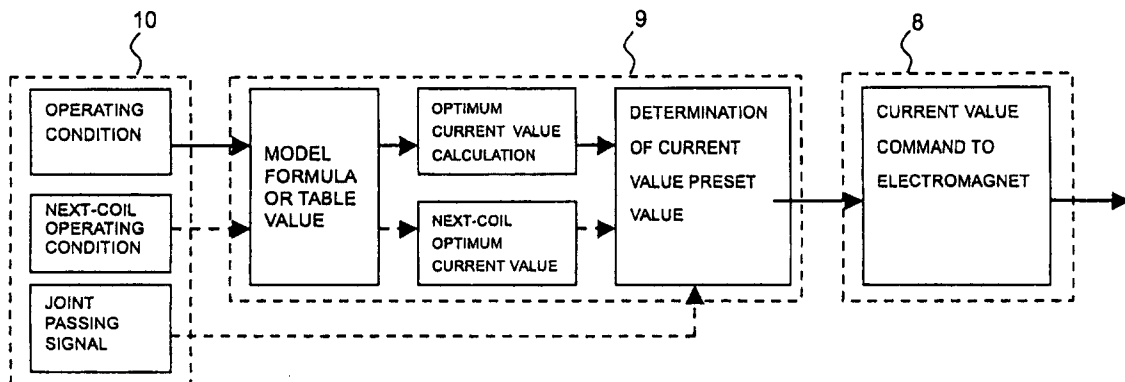 10
9
8
OPERATING
CONDITION
NEXT-COIL
OPERATING
CONDITION
JOINT
PASSING
SIGNAL
MODEL
FORMULA
OR TABLE
VALUE
OPTIMUM
CURRENT VALUE
CALCULATION
NEXT-COIL
OPTIMUM
CURRENT VALUE
DETERMINATION
OF CURRENT
VALUE PRESET
VALUE
CURRENT VALUE
COMMAND TO
ELECTROMAGNET